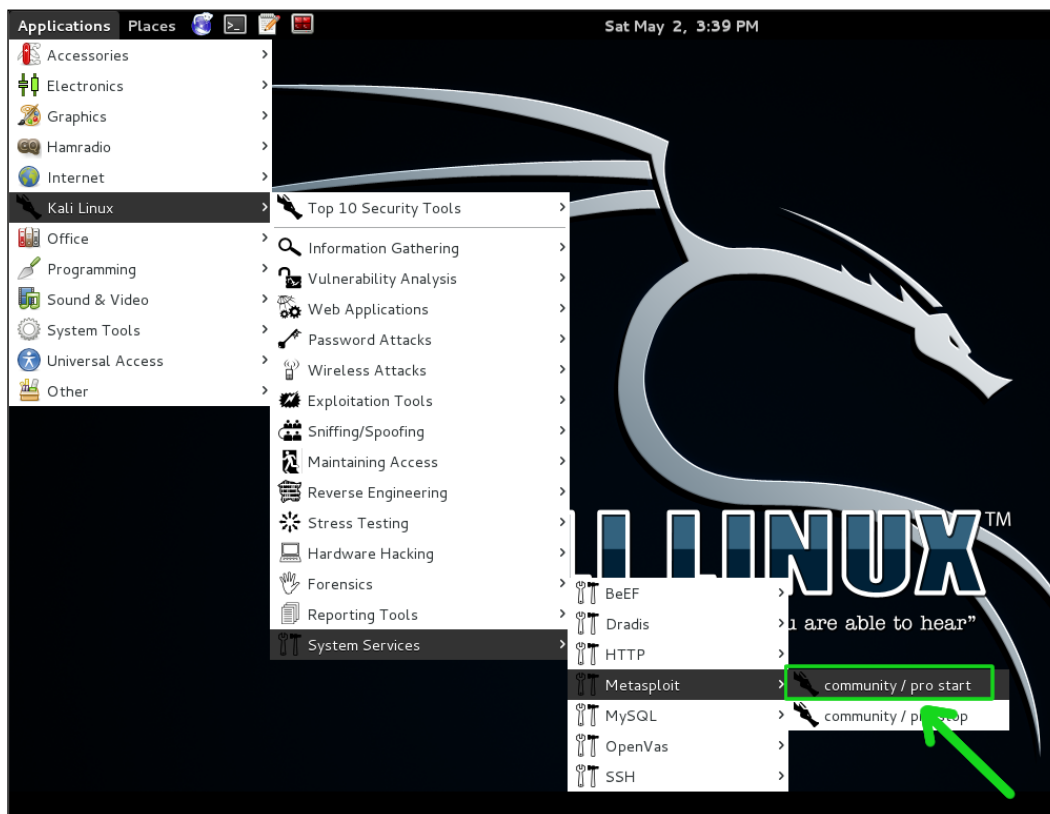 Applications Places Sat May 2, 3:39 PM
Accessories
Electronics
Graphics
Hamradio
Internet
Kali Linux
Office
Programming
Sound & Video
System Tools
Universal Access
Other
Top 10 Security Tools
Information Gathering
Vulnerability Analysis
Web Applications
Password Attacks
Wireless Attacks
Exploitation Tools
Sniffing/Spoofing
Maintaining Access
Reverse Engineering
Stress Testing
Hardware Hacking
Forensics
Reporting Tools
System Services
BeEF
Dradis
HTTP
Metasploit
MySQL
OpenVas
SSH
community / pro start
community / pro stop
LINUX TM
u are able to hear”